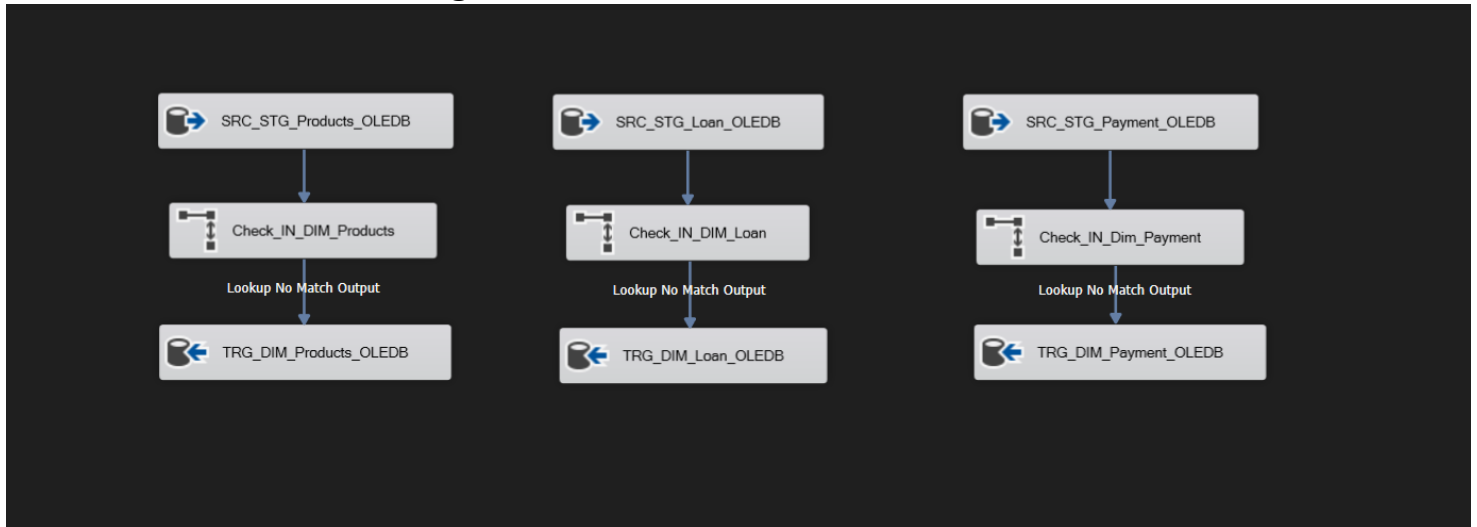 SRC_STG_Products_OLEDB
SRC_STG_Loan_OLEDB
SRC_STG_Payment_OLEDB
Check_IN_DIM_Products
Check_IN_DIM_Loan
Check_IN_Dim_Payment
Lookup No Match Output
Lookup No Match Output
Lookup No Match Output
TRG_DIM_Products_OLEDB
TRG_DIM_Loan_OLEDB
TRG_DIM_Payment_OLEDB